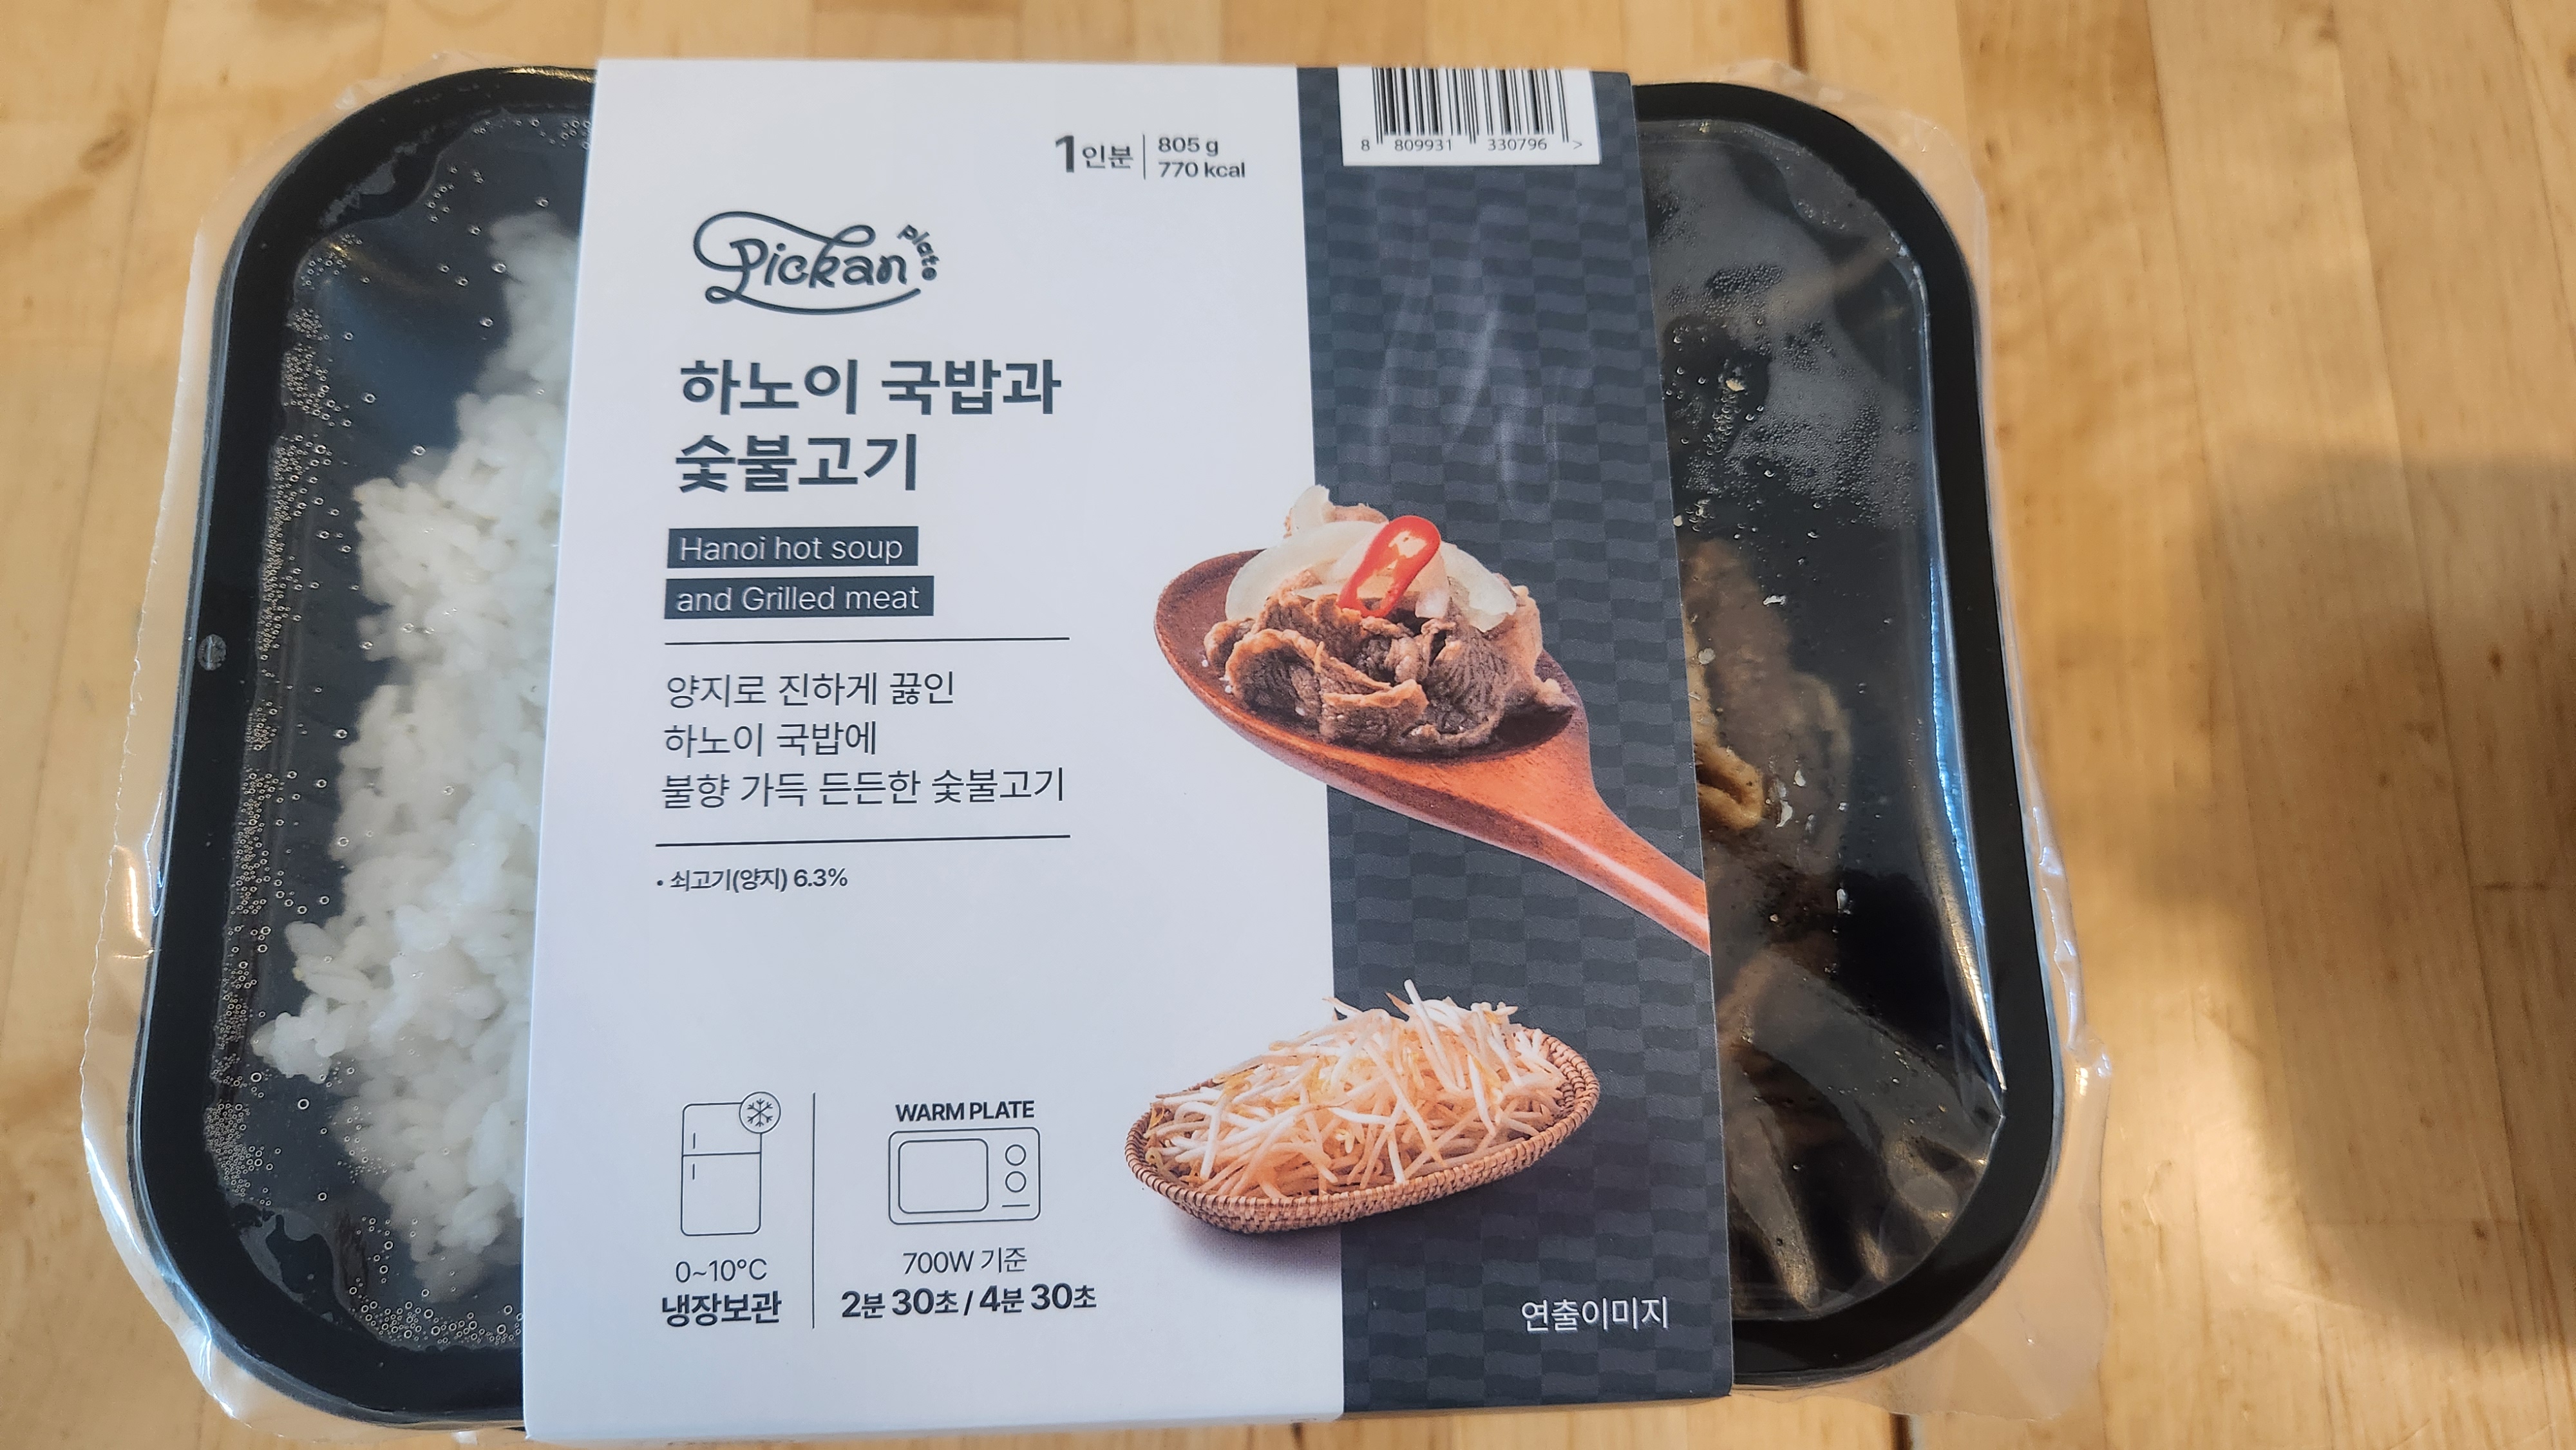 1인분 805 g
770 kcal
8 809931 330796 >
Pickan plate
하노이 국밥과
숯불고기
Hanoi hot soup
and Grilled meat
양지로 진하게 끓인
하노이 국밥에
불향 가득 든든한 숯불고기
• 쇠고기(양지) 6.3%
0~10°C
냉장보관
WARM PLATE
700W 기준
2분 30초 / 4분 30초
연출이미지